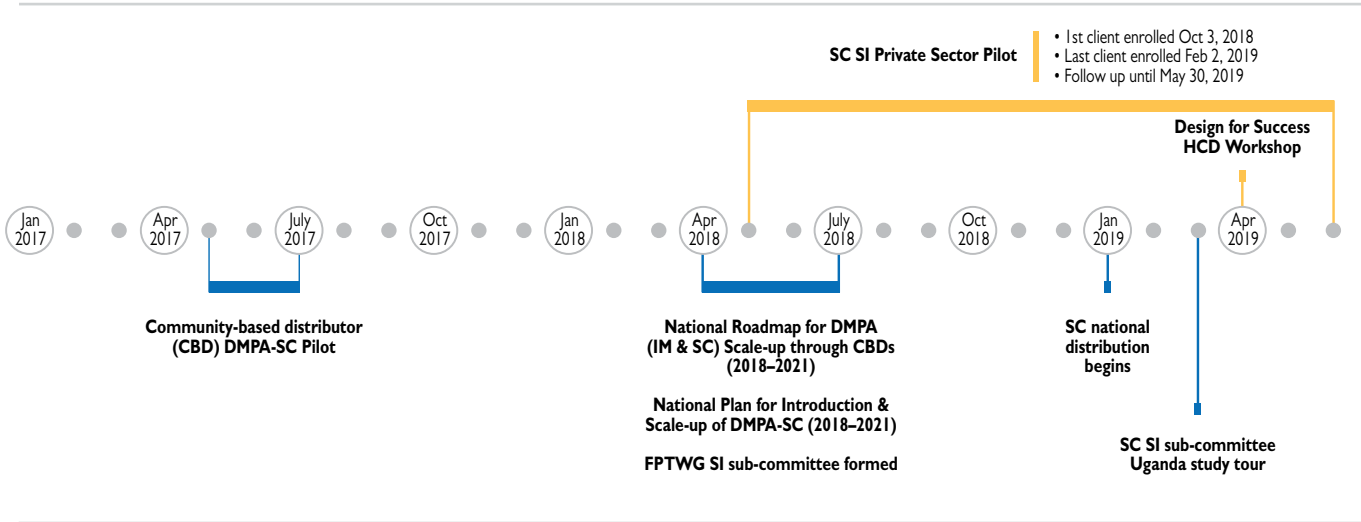 SC SI Private Sector Pilot
• 1st client enrolled Oct 3, 2018
• Last client enrolled Feb 2, 2019
• Follow up until May 30, 2019
Design for Success
HCD Workshop
Jan
2017
Apr
2017
July
2017
Oct
2017
Jan
2018
Apr
2018
July
2018
Oct
2018
Jan
2019
Apr
2019
Community-based distributor
(CBD) DMPA-SC Pilot
National Roadmap for DMPA
(IM & SC) Scale-up through CBDs
(2018–2021)
National Plan for Introduction &
Scale-up of DMPA-SC (2018–2021)
FPTWG SI sub-committee formed
SC national
distribution
begins
SC SI sub-committee
Uganda study tour